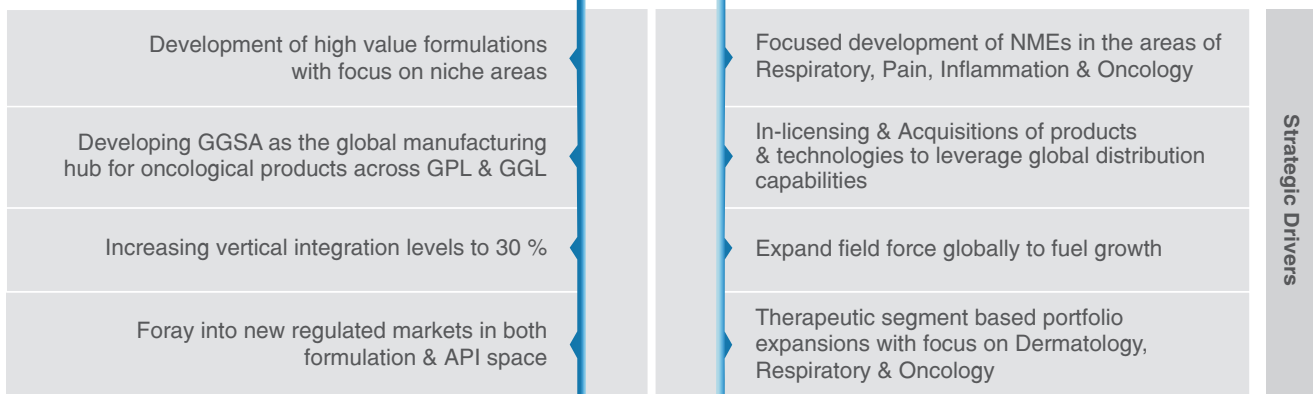 Development of high value formulations
with focus on niche areas
Developing GGSA as the global manufacturing
hub for oncological products across GPL & GGL
Increasing vertical integration levels to 30 %
Foray into new regulated markets in both
formulation & API space
Focused development of NMEs in the areas of
Respiratory, Pain, Inflammation & Oncology
In-licensing & Acquisitions of products
& technologies to leverage global distribution
capabilities
Expand field force globally to fuel growth
Therapeutic segment based portfolio
expansions with focus on Dermatology,
Respiratory & Oncology
Strategic Drivers